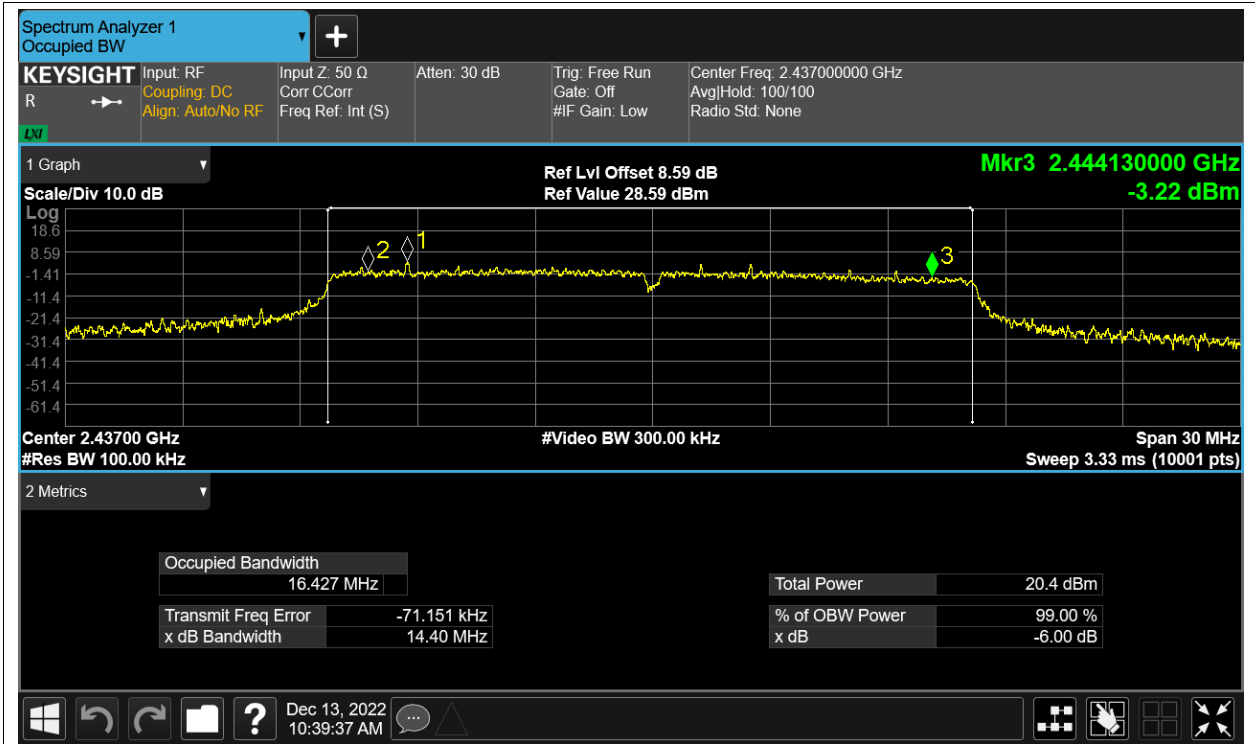 Spectrum Analyzer 1
Occupied BW
KEYSIGHT
R
LXI
Input: RF
Coupling: DC
Align: Auto/No RF
Input Z: 50 Ω
Corr CCorr
Freq Ref: Int (S)
Atten: 30 dB
Trig: Free Run
Gate: Off
#IF Gain: Low
Center Freq: 2.437000000 GHz
Avg|Hold: 100/100
Radio Std: None
1 Graph
Scale/Div 10.0 dB
Ref Lvl Offset 8.59 dB
Ref Value 28.59 dBm
Mkr3 2.444130000 GHz
-3.22 dBm
Log
18.6
8.59
-1.41
-11.4
-21.4
-31.4
-41.4
-51.4
-61.4
2
1
3
Center 2.43700 GHz
#Res BW 100.00 kHz
#Video BW 300.00 kHz
Span 30 MHz
Sweep 3.33 ms (10001 pts)
2 Metrics
Occupied Bandwidth
16.427 MHz
Transmit Freq Error -71.151 kHz
x dB Bandwidth 14.40 MHz
Total Power 20.4 dBm
% of OBW Power 99.00 %
x dB -6.00 dB
?
Dec 13, 2022
10:39:37 AM